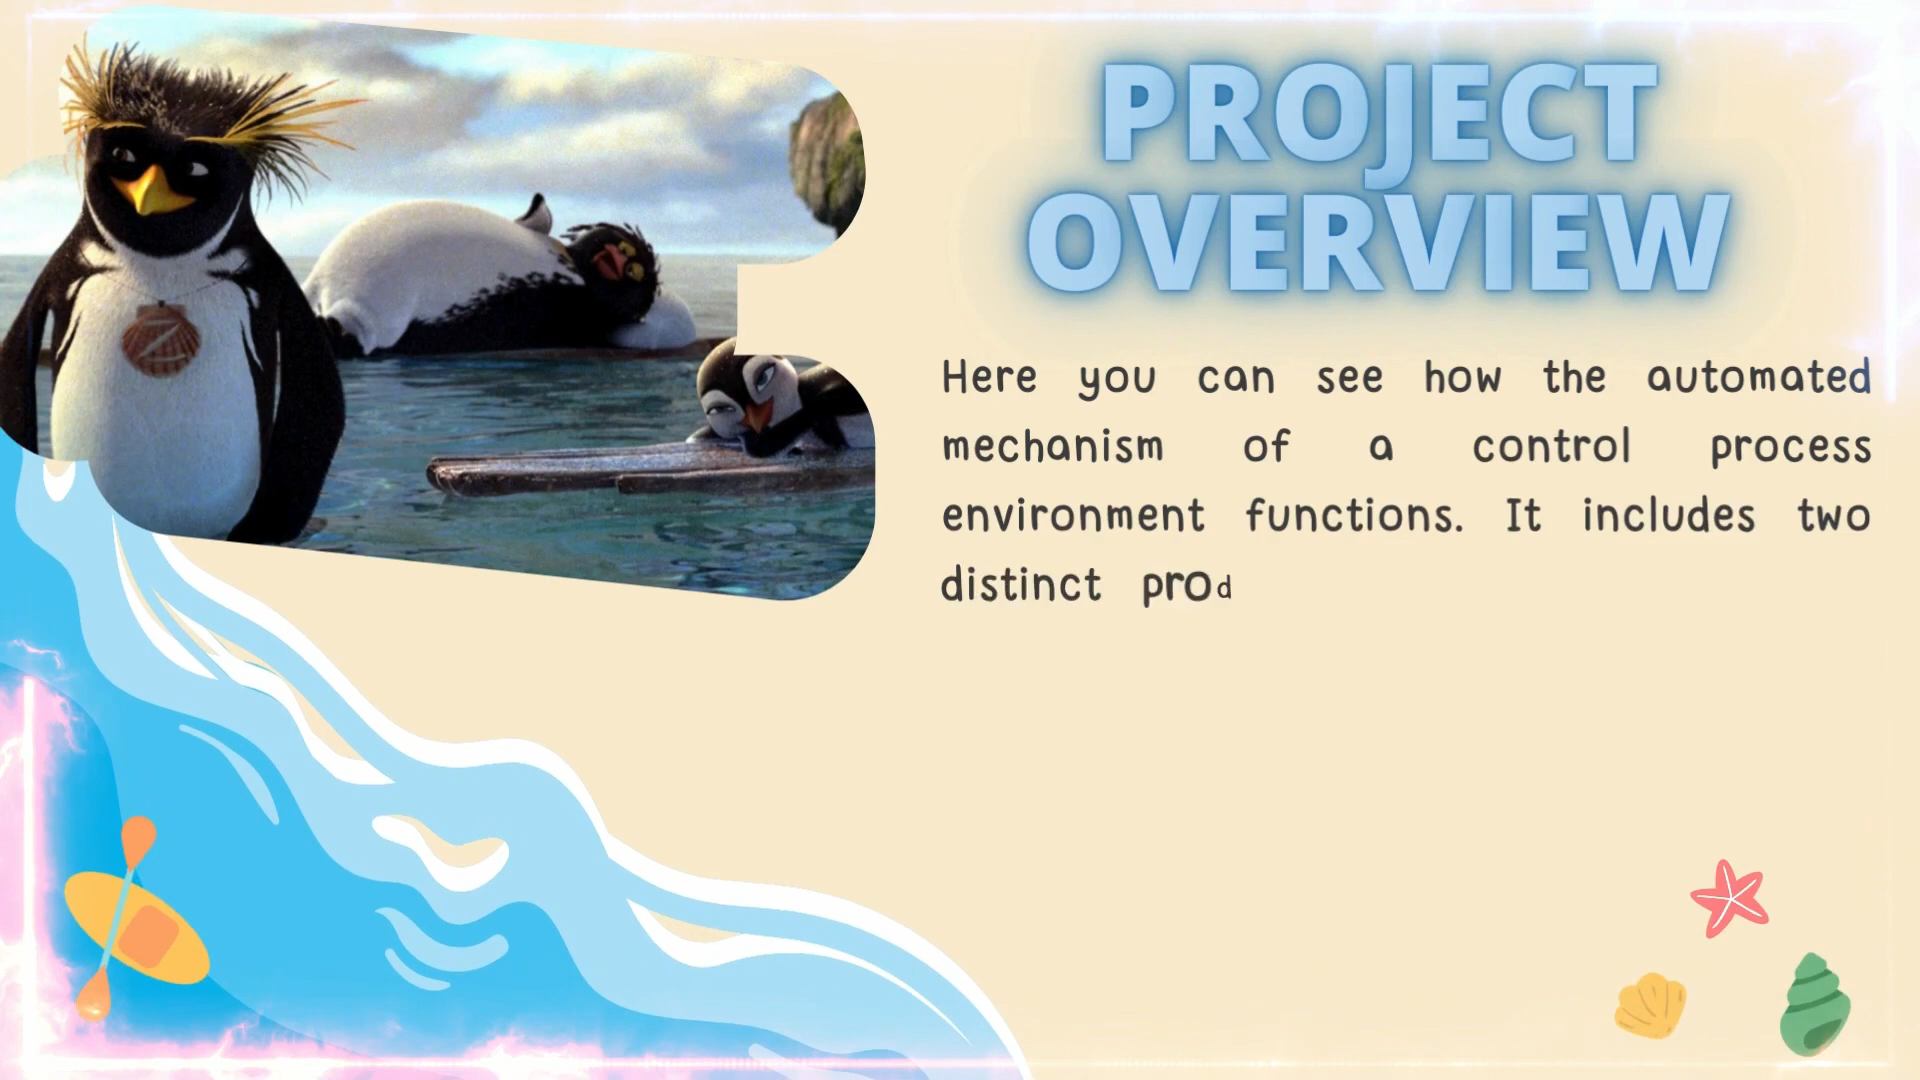 PROJECT
OVERVIEW
Here you can see how the automated
mechanism of a control process
environment functions. It includes two
distinct prod
Z